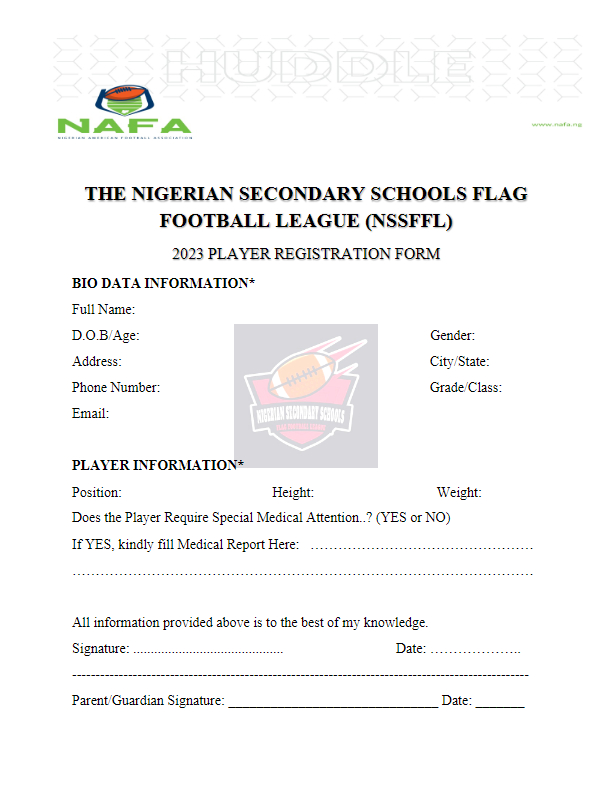 HUDDLE
NAFA
NIGERIAN AMERICAN FOOTBALL ASSOCIATION
www.nafa.ng
THE NIGERIAN SECONDARY SCHOOLS FLAG
FOOTBALL LEAGUE (NSSFFL)
2023 PLAYER REGISTRATION FORM
BIO DATA INFORMATION*
Full Name:
D.O.B/Age: Gender:
Address: City/State:
Phone Number: Grade/Class:
Email:
NIGERIAN SECONDARY SCHOOLS
FLAG FOOTBALL LEAGUE
PLAYER INFORMATION*
Position: Height: Weight:
Does the Player Require Special Medical Attention..? (YES or NO)
If YES, kindly fill Medical Report Here: …………………………………………
……………………………………………………………………………………
All information provided above is to the best of my knowledge.
Signature: ........................................... Date: ………………..
--------------------------------------------------------------------------------------------------
Parent/Guardian Signature: ______________________________ Date: _______